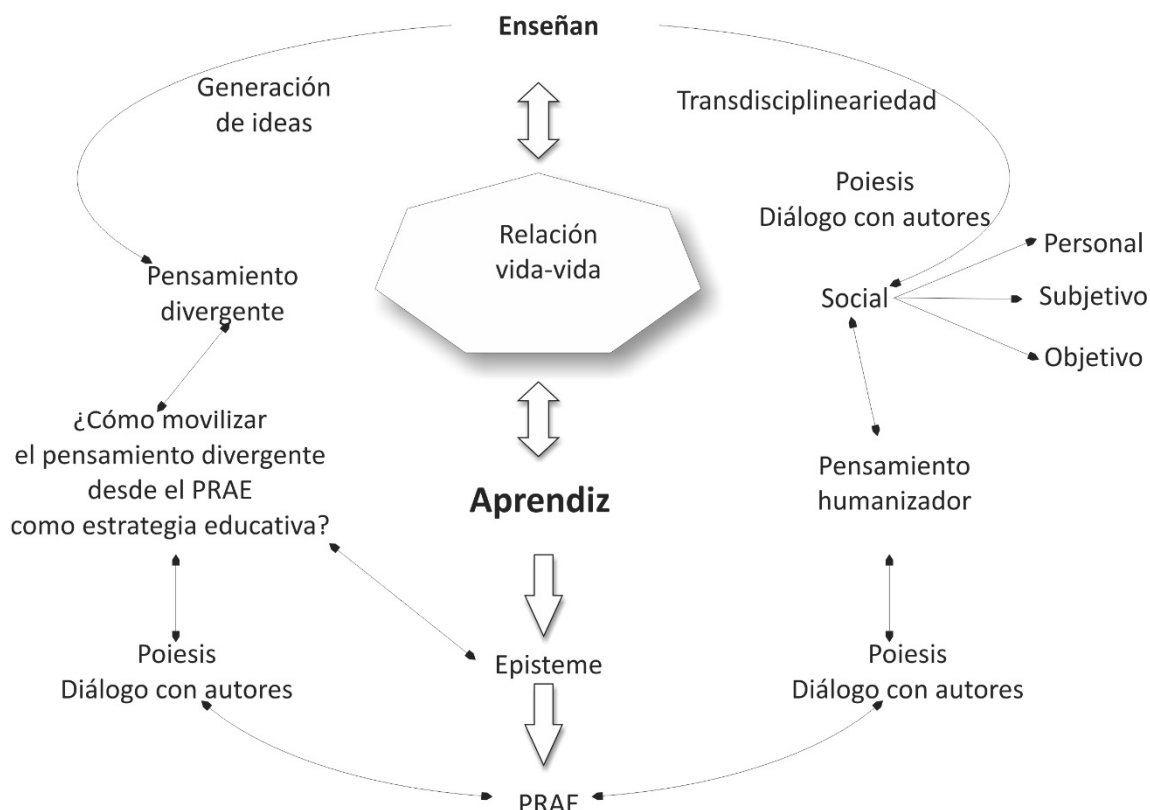 Enseñan
Generación
de ideas
Transdisciplineariedad
Poiesis
Diálogo con autores
Relación
vida-vida
Personal
Pensamiento
divergente
Social
Subjetivo
Objetivo
¿Cómo movilizar
el pensamiento divergente
desde el PRAE
como estrategia educativa?
Aprendiz
Pensamiento
humanizador
Poiesis
Diálogo con autores
Episteme
Poiesis
Diálogo con autores
PRAE